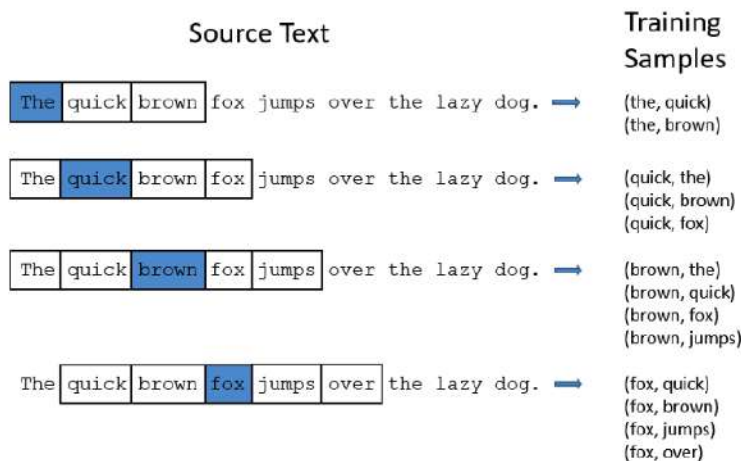 Source Text
Training
Samples
The quick brown fox jumps over the lazy dog.
(the, quick)
(the, brown)
The quick brown fox jumps over the lazy dog.
(quick, the)
(quick, brown)
(quick, fox)
The quick brown fox jumps over the lazy dog.
(brown, the)
(brown, quick)
(brown, fox)
(brown, jumps)
The quick brown fox jumps over the lazy dog.
(fox, quick)
(fox, brown)
(fox, jumps)
(fox, over)